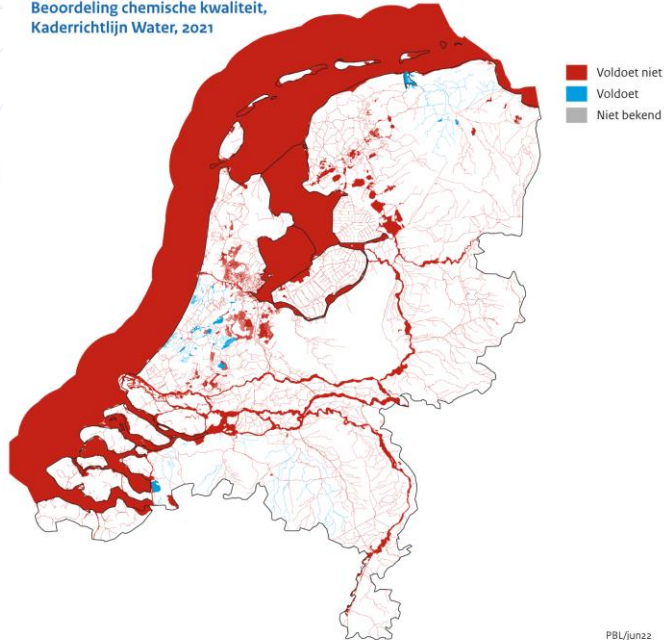 Beoordeling chemische kwaliteit,
Kaderrichtlijn Water, 2021
Voldoet niet
Voldoet
Niet bekend
PBL/jun22